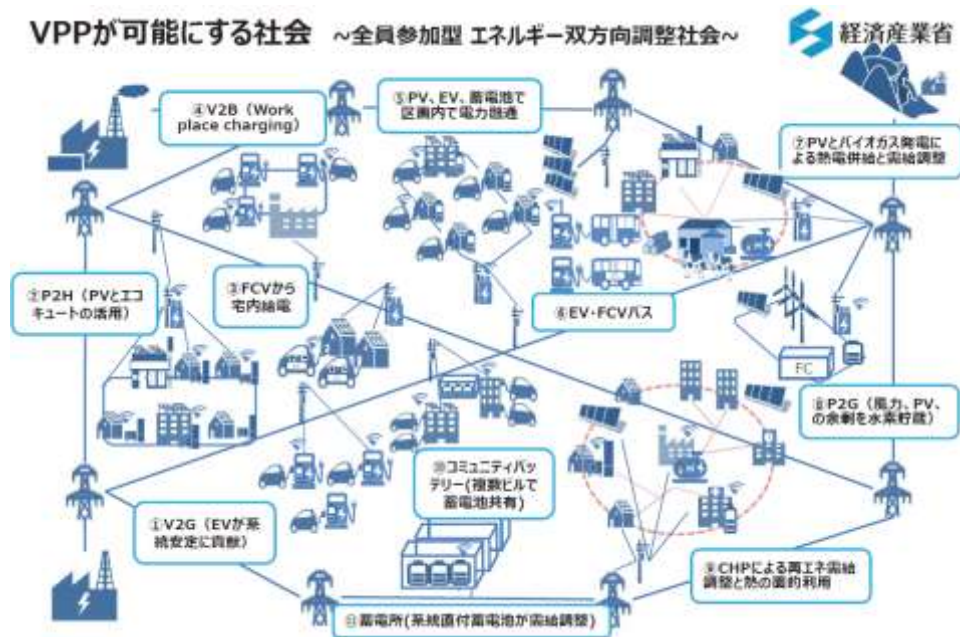 VPPが可能にする社会 ~全員参加型 エネルギー双方向調整社会~
経済産業省
④V2B(Work
place charging)
⑤PV、EV、蓄電池で
区画内で電力融通
⑦PVとバイオガス発電に
よる熱電併給と需給調整
②P2H(PVとエコ
キュートの活用)
③FCVから
宅内給電
⑥EV・FCVバス
FC
⑧P2G(風力、PV、
の余剰を水素貯蔵)
⑩コミュニティバッ
テリー(複数ビルで
蓄電池共有)
①V2G(EVが系
統安定に貢献)
⑨CHPによる再エネ需給
調整と熱の面的利用
⑪蓄電所(系統直付蓄電池が需給調整)